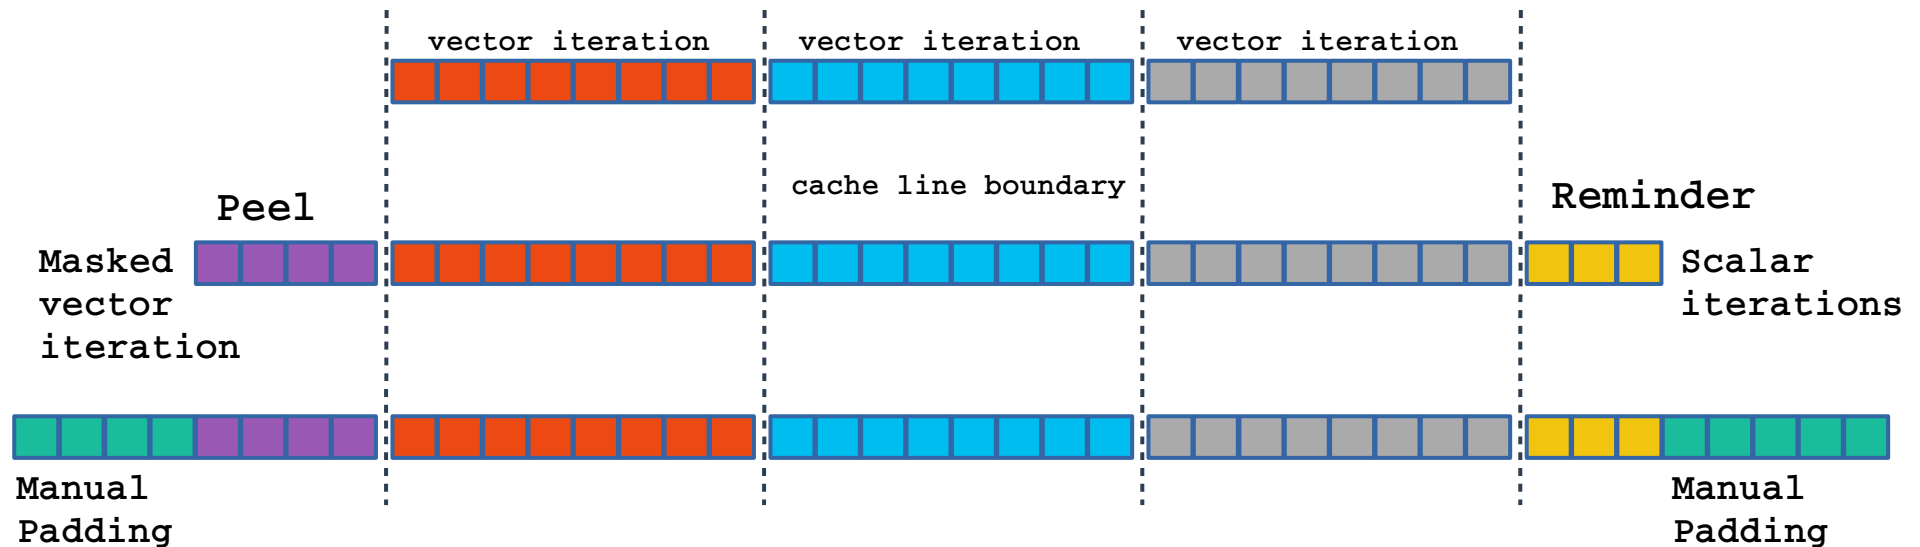 vector iteration
vector iteration
vector iteration
cache line boundary
Peel
Reminder
Masked
vector
iteration
Scalar
iterations
Manual
Padding
Manual
Padding